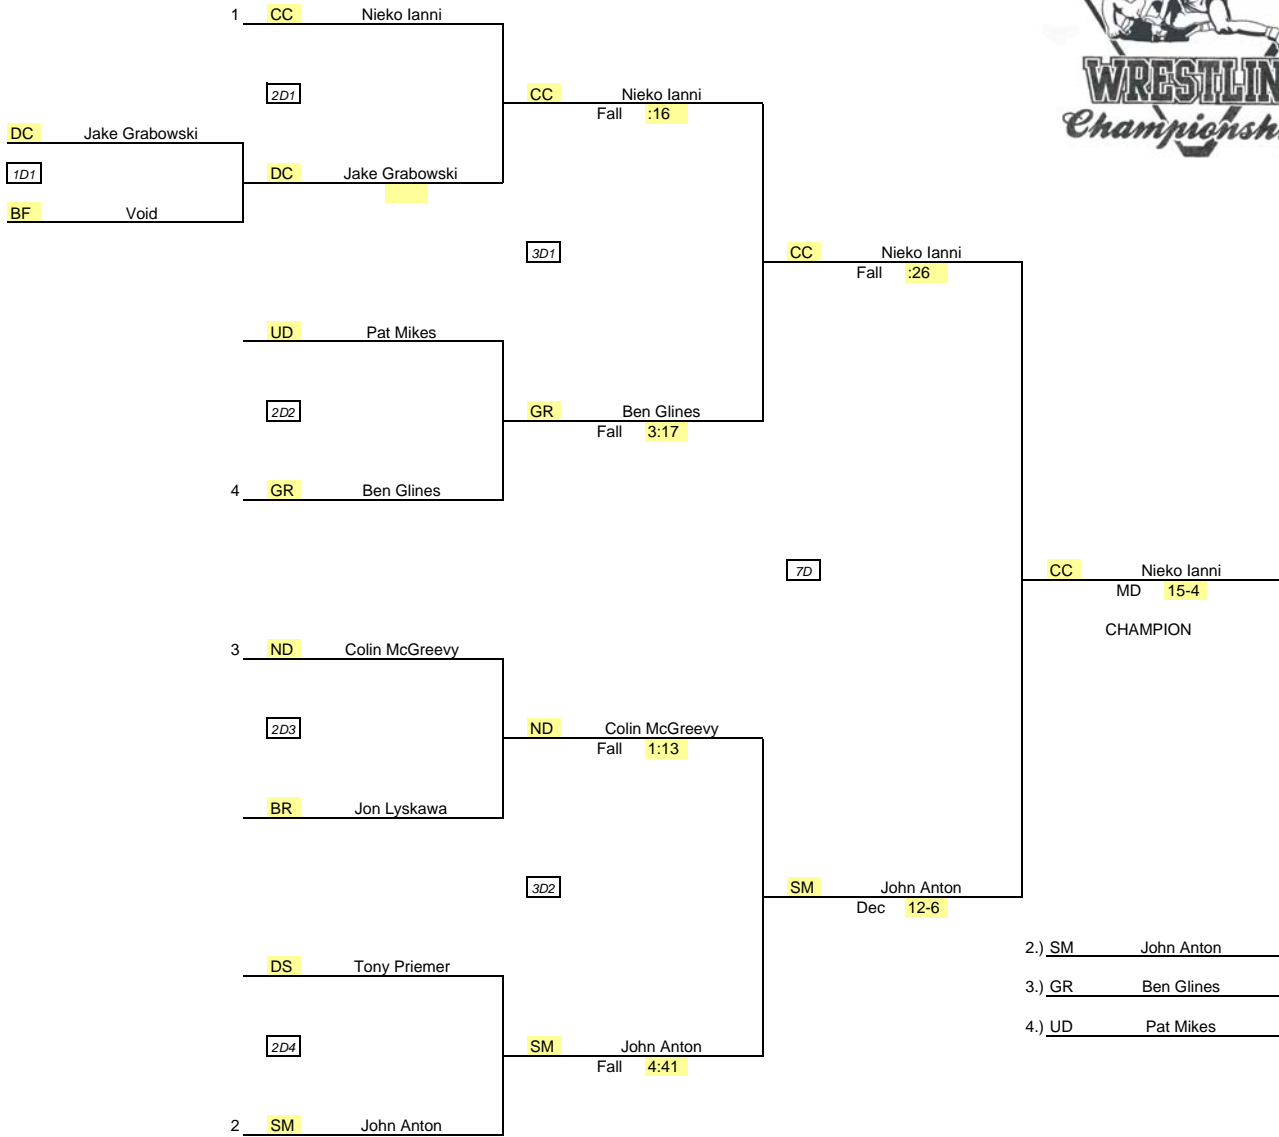 1 CC Nieko Ianni
2D1
CC Nieko Ianni
Fall :16
WRESTLIN
Championsh
DC Jake Grabowski
1D1
DC Jake Grabowski
BF Void
3D1
CC Nieko Ianni
Fall :26
UD Pat Mikes
2D2
GR Ben Glines
Fall 3:17
4 GR Ben Glines
7D
CC Nieko Ianni
MD 15-4
CHAMPION
3 ND Colin McGreevy
2D3
ND Colin McGreevy
Fall 1:13
BR Jon Lyskawa
3D2
SM John Anton
Dec 12-6
2.) SM John Anton
DS Tony Priemer
3.) GR Ben Glines
4.) UD Pat Mikes
2D4
SM John Anton
Fall 4:41
2 SM John Anton